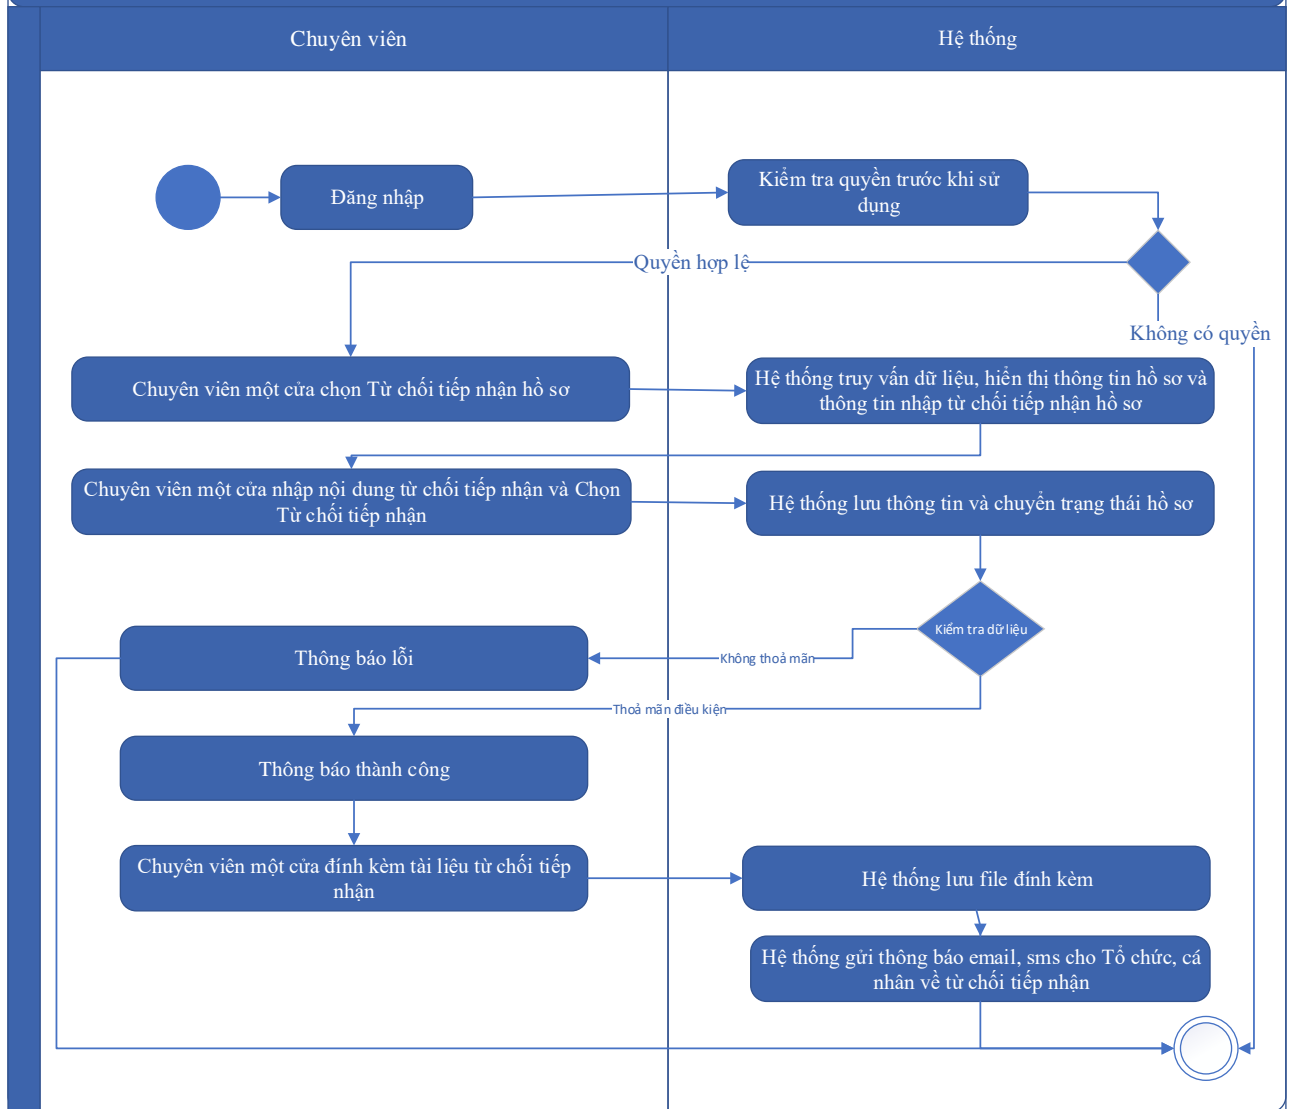 Chuyên viên
Hệ thống
Đăng nhập
Kiểm tra quyền trước khi sử
dụng
Quyền hợp lệ
Không có quyền
Chuyên viên một cửa chọn Từ chối tiếp nhận hồ sơ
Hệ thống truy vấn dữ liệu, hiển thị thông tin hồ sơ và
thông tin nhập từ chối tiếp nhận hồ sơ
Chuyên viên một cửa nhập nội dung từ chối tiếp nhận và Chọn
Từ chối tiếp nhận
Hệ thống lưu thông tin và chuyển trạng thái hồ sơ
Kiểm tra dữ liệu
Thông báo lỗi
Không thoả mãn
Thoả mãn điều kiện
Thông báo thành công
Chuyên viên một cửa đính kèm tài liệu từ chối tiếp
nhận
Hệ thống lưu file đính kèm
Hệ thống gửi thông báo email, sms cho Tổ chức, cá
nhân về từ chối tiếp nhận